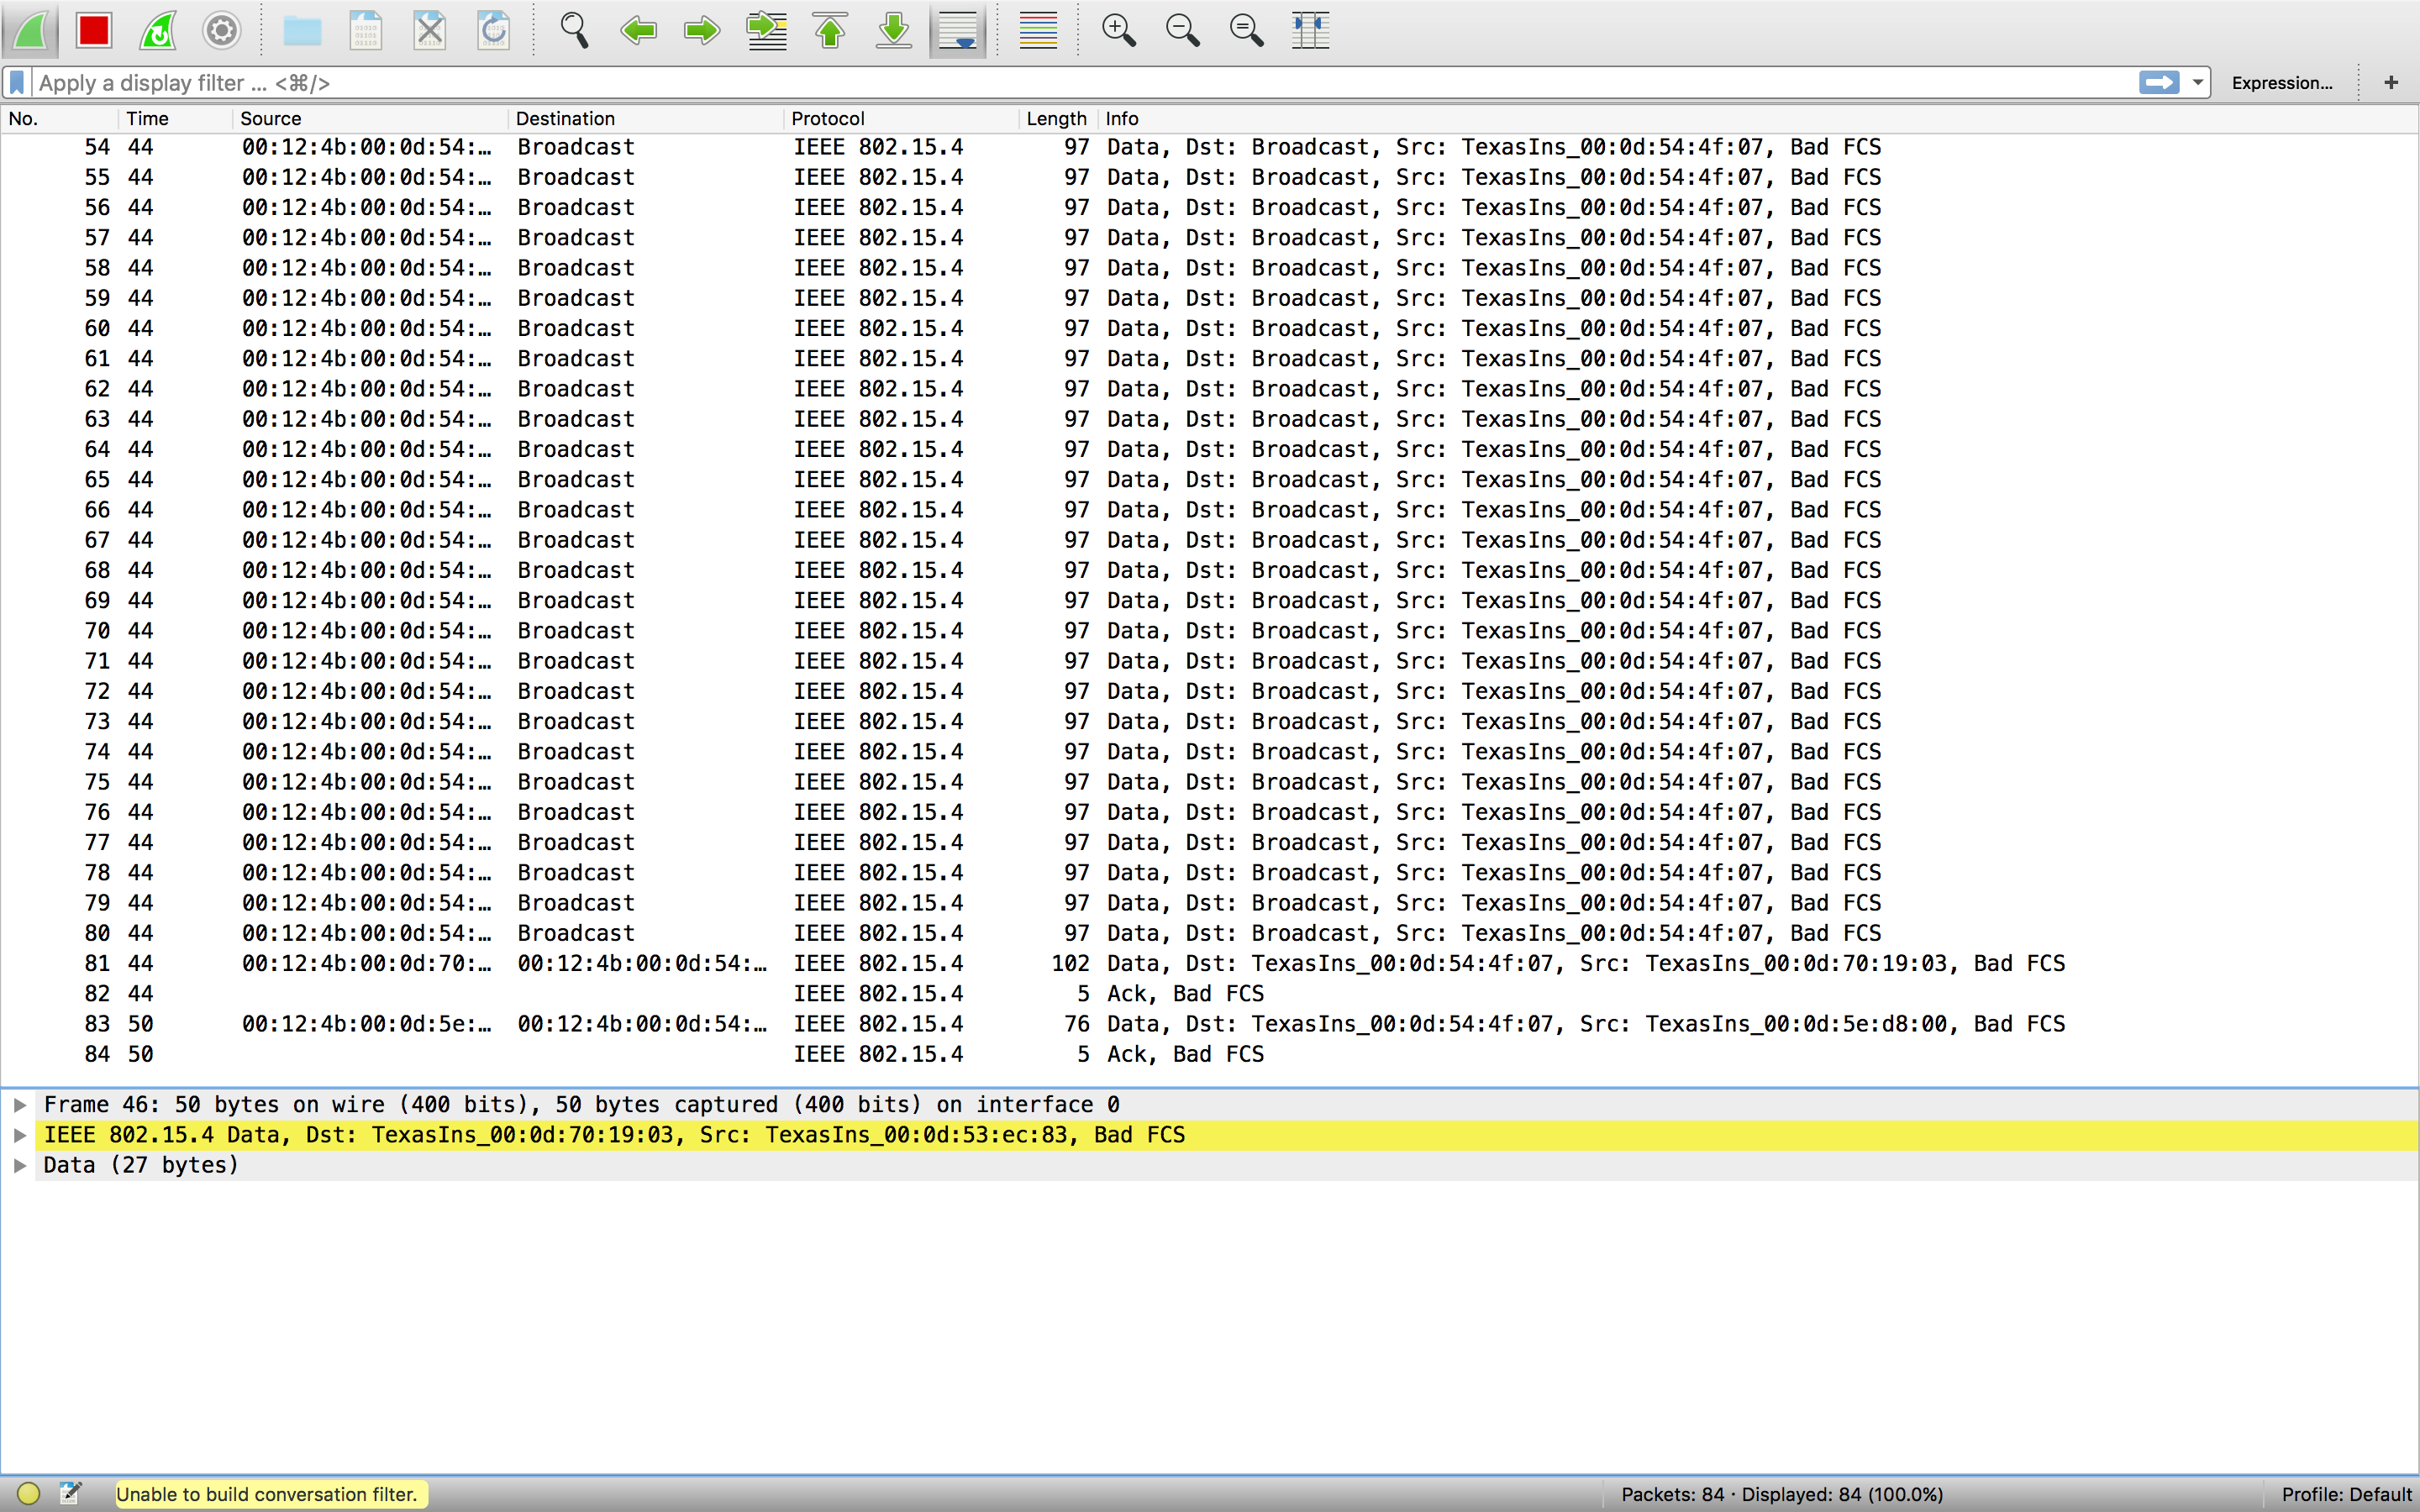 Apply a display filter ... <⌘/> Expression... +
No. Time Source Destination Protocol Length Info
54 44 00:12:4b:00:0d:54:… Broadcast IEEE 802.15.4 97 Data, Dst: Broadcast, Src: TexasIns_00:0d:54:4f:07, Bad FCS
55 44 00:12:4b:00:0d:54:… Broadcast IEEE 802.15.4 97 Data, Dst: Broadcast, Src: TexasIns_00:0d:54:4f:07, Bad FCS
56 44 00:12:4b:00:0d:54:… Broadcast IEEE 802.15.4 97 Data, Dst: Broadcast, Src: TexasIns_00:0d:54:4f:07, Bad FCS
57 44 00:12:4b:00:0d:54:… Broadcast IEEE 802.15.4 97 Data, Dst: Broadcast, Src: TexasIns_00:0d:54:4f:07, Bad FCS
58 44 00:12:4b:00:0d:54:… Broadcast IEEE 802.15.4 97 Data, Dst: Broadcast, Src: TexasIns_00:0d:54:4f:07, Bad FCS
59 44 00:12:4b:00:0d:54:… Broadcast IEEE 802.15.4 97 Data, Dst: Broadcast, Src: TexasIns_00:0d:54:4f:07, Bad FCS
60 44 00:12:4b:00:0d:54:… Broadcast IEEE 802.15.4 97 Data, Dst: Broadcast, Src: TexasIns_00:0d:54:4f:07, Bad FCS
61 44 00:12:4b:00:0d:54:… Broadcast IEEE 802.15.4 97 Data, Dst: Broadcast, Src: TexasIns_00:0d:54:4f:07, Bad FCS
62 44 00:12:4b:00:0d:54:… Broadcast IEEE 802.15.4 97 Data, Dst: Broadcast, Src: TexasIns_00:0d:54:4f:07, Bad FCS
63 44 00:12:4b:00:0d:54:… Broadcast IEEE 802.15.4 97 Data, Dst: Broadcast, Src: TexasIns_00:0d:54:4f:07, Bad FCS
64 44 00:12:4b:00:0d:54:… Broadcast IEEE 802.15.4 97 Data, Dst: Broadcast, Src: TexasIns_00:0d:54:4f:07, Bad FCS
65 44 00:12:4b:00:0d:54:… Broadcast IEEE 802.15.4 97 Data, Dst: Broadcast, Src: TexasIns_00:0d:54:4f:07, Bad FCS
66 44 00:12:4b:00:0d:54:… Broadcast IEEE 802.15.4 97 Data, Dst: Broadcast, Src: TexasIns_00:0d:54:4f:07, Bad FCS
67 44 00:12:4b:00:0d:54:… Broadcast IEEE 802.15.4 97 Data, Dst: Broadcast, Src: TexasIns_00:0d:54:4f:07, Bad FCS
68 44 00:12:4b:00:0d:54:… Broadcast IEEE 802.15.4 97 Data, Dst: Broadcast, Src: TexasIns_00:0d:54:4f:07, Bad FCS
69 44 00:12:4b:00:0d:54:… Broadcast IEEE 802.15.4 97 Data, Dst: Broadcast, Src: TexasIns_00:0d:54:4f:07, Bad FCS
70 44 00:12:4b:00:0d:54:… Broadcast IEEE 802.15.4 97 Data, Dst: Broadcast, Src: TexasIns_00:0d:54:4f:07, Bad FCS
71 44 00:12:4b:00:0d:54:… Broadcast IEEE 802.15.4 97 Data, Dst: Broadcast, Src: TexasIns_00:0d:54:4f:07, Bad FCS
72 44 00:12:4b:00:0d:54:… Broadcast IEEE 802.15.4 97 Data, Dst: Broadcast, Src: TexasIns_00:0d:54:4f:07, Bad FCS
73 44 00:12:4b:00:0d:54:… Broadcast IEEE 802.15.4 97 Data, Dst: Broadcast, Src: TexasIns_00:0d:54:4f:07, Bad FCS
74 44 00:12:4b:00:0d:54:… Broadcast IEEE 802.15.4 97 Data, Dst: Broadcast, Src: TexasIns_00:0d:54:4f:07, Bad FCS
75 44 00:12:4b:00:0d:54:… Broadcast IEEE 802.15.4 97 Data, Dst: Broadcast, Src: TexasIns_00:0d:54:4f:07, Bad FCS
76 44 00:12:4b:00:0d:54:… Broadcast IEEE 802.15.4 97 Data, Dst: Broadcast, Src: TexasIns_00:0d:54:4f:07, Bad FCS
77 44 00:12:4b:00:0d:54:… Broadcast IEEE 802.15.4 97 Data, Dst: Broadcast, Src: TexasIns_00:0d:54:4f:07, Bad FCS
78 44 00:12:4b:00:0d:54:… Broadcast IEEE 802.15.4 97 Data, Dst: Broadcast, Src: TexasIns_00:0d:54:4f:07, Bad FCS
79 44 00:12:4b:00:0d:54:… Broadcast IEEE 802.15.4 97 Data, Dst: Broadcast, Src: TexasIns_00:0d:54:4f:07, Bad FCS
80 44 00:12:4b:00:0d:54:… Broadcast IEEE 802.15.4 97 Data, Dst: Broadcast, Src: TexasIns_00:0d:54:4f:07, Bad FCS
81 44 00:12:4b:00:0d:70:… 00:12:4b:00:0d:54:… IEEE 802.15.4 102 Data, Dst: TexasIns_00:0d:54:4f:07, Src: TexasIns_00:0d:70:19:03, Bad FCS
82 44 IEEE 802.15.4 5 Ack, Bad FCS
83 50 00:12:4b:00:0d:5e:… 00:12:4b:00:0d:54:… IEEE 802.15.4 76 Data, Dst: TexasIns_00:0d:54:4f:07, Src: TexasIns_00:0d:5e:d8:00, Bad FCS
84 50 IEEE 802.15.4 5 Ack, Bad FCS
Frame 46: 50 bytes on wire (400 bits), 50 bytes captured (400 bits) on interface 0
IEEE 802.15.4 Data, Dst: TexasIns_00:0d:70:19:03, Src: TexasIns_00:0d:53:ec:83, Bad FCS
Data (27 bytes)
Unable to build conversation filter. Packets: 84 · Displayed: 84 (100.0%) Profile: Default